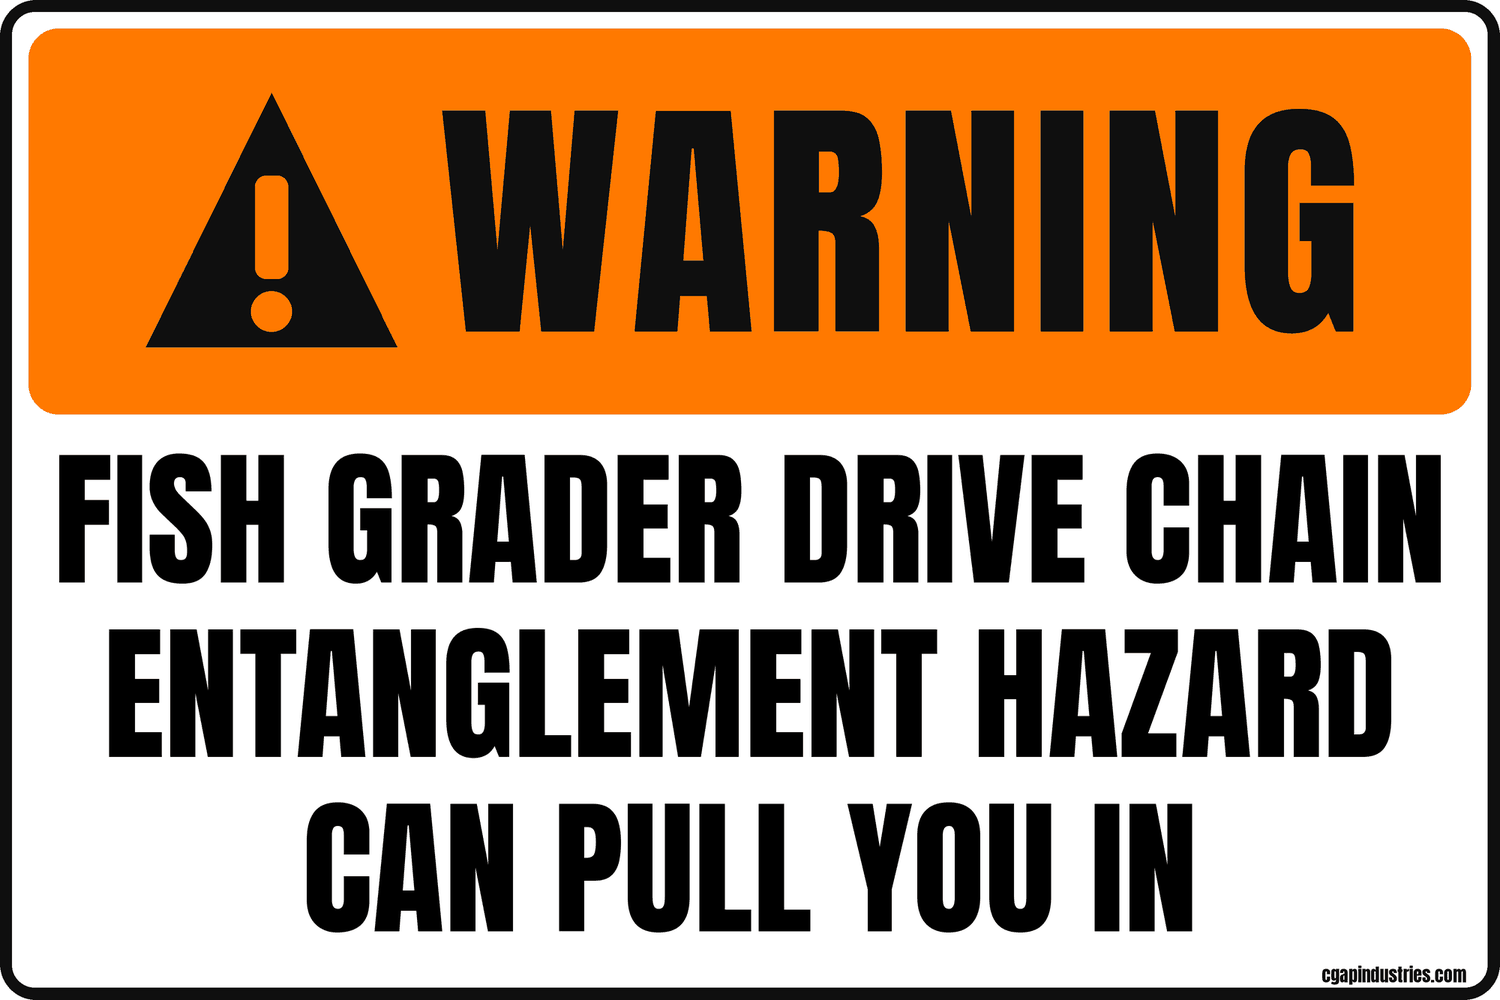 WARNING
FISH GRADER DRIVE CHAIN
ENTANGLEMENT HAZARD
CAN PULL YOU IN
cgapindustries.com